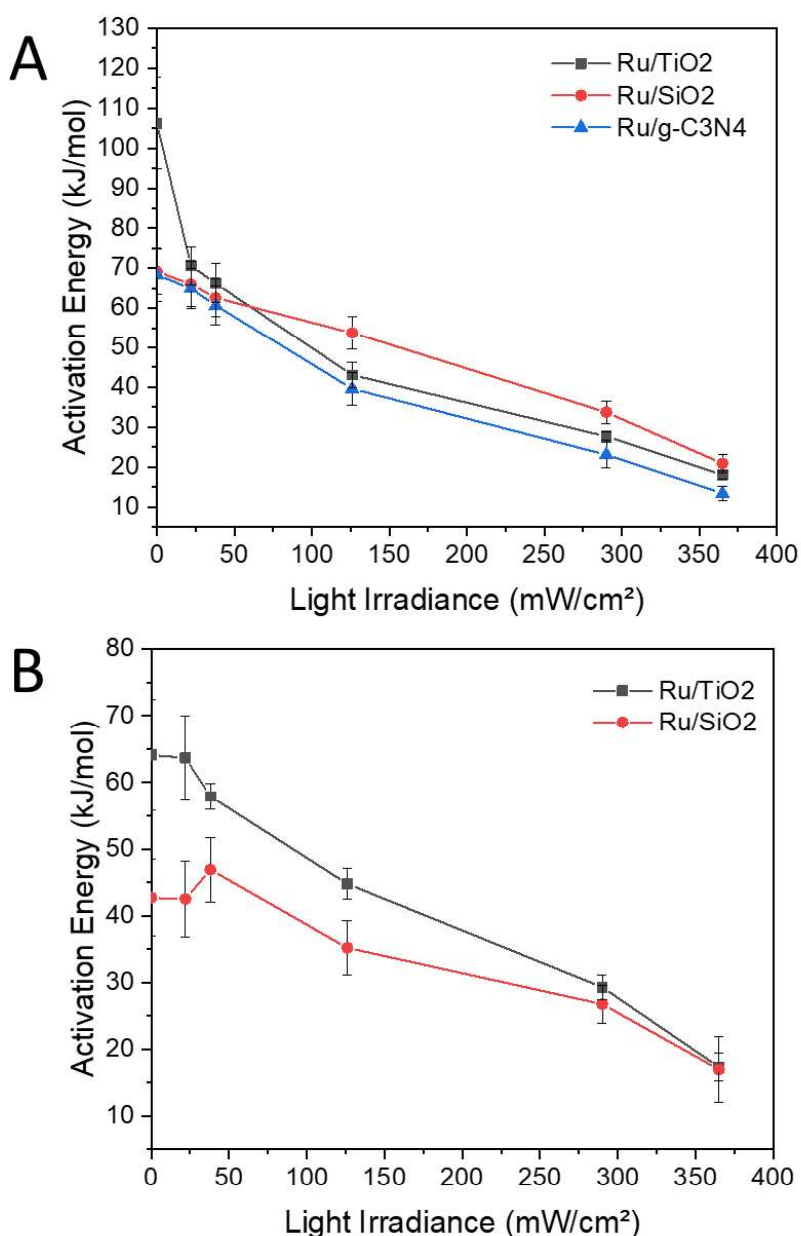 A
130
120
110
100
90
80
70
60
50
40
30
20
10
0 50 100 150 200 250 300 350 400
Activation Energy (kJ/mol)
Light Irradiance (mW/cm²)
Ru/TiO2
Ru/SiO2
Ru/g-C3N4
B
80
70
60
50
40
30
20
10
0 50 100 150 200 250 300 350 400
Activation Energy (kJ/mol)
Light Irradiance (mW/cm²)
Ru/TiO2
Ru/SiO2